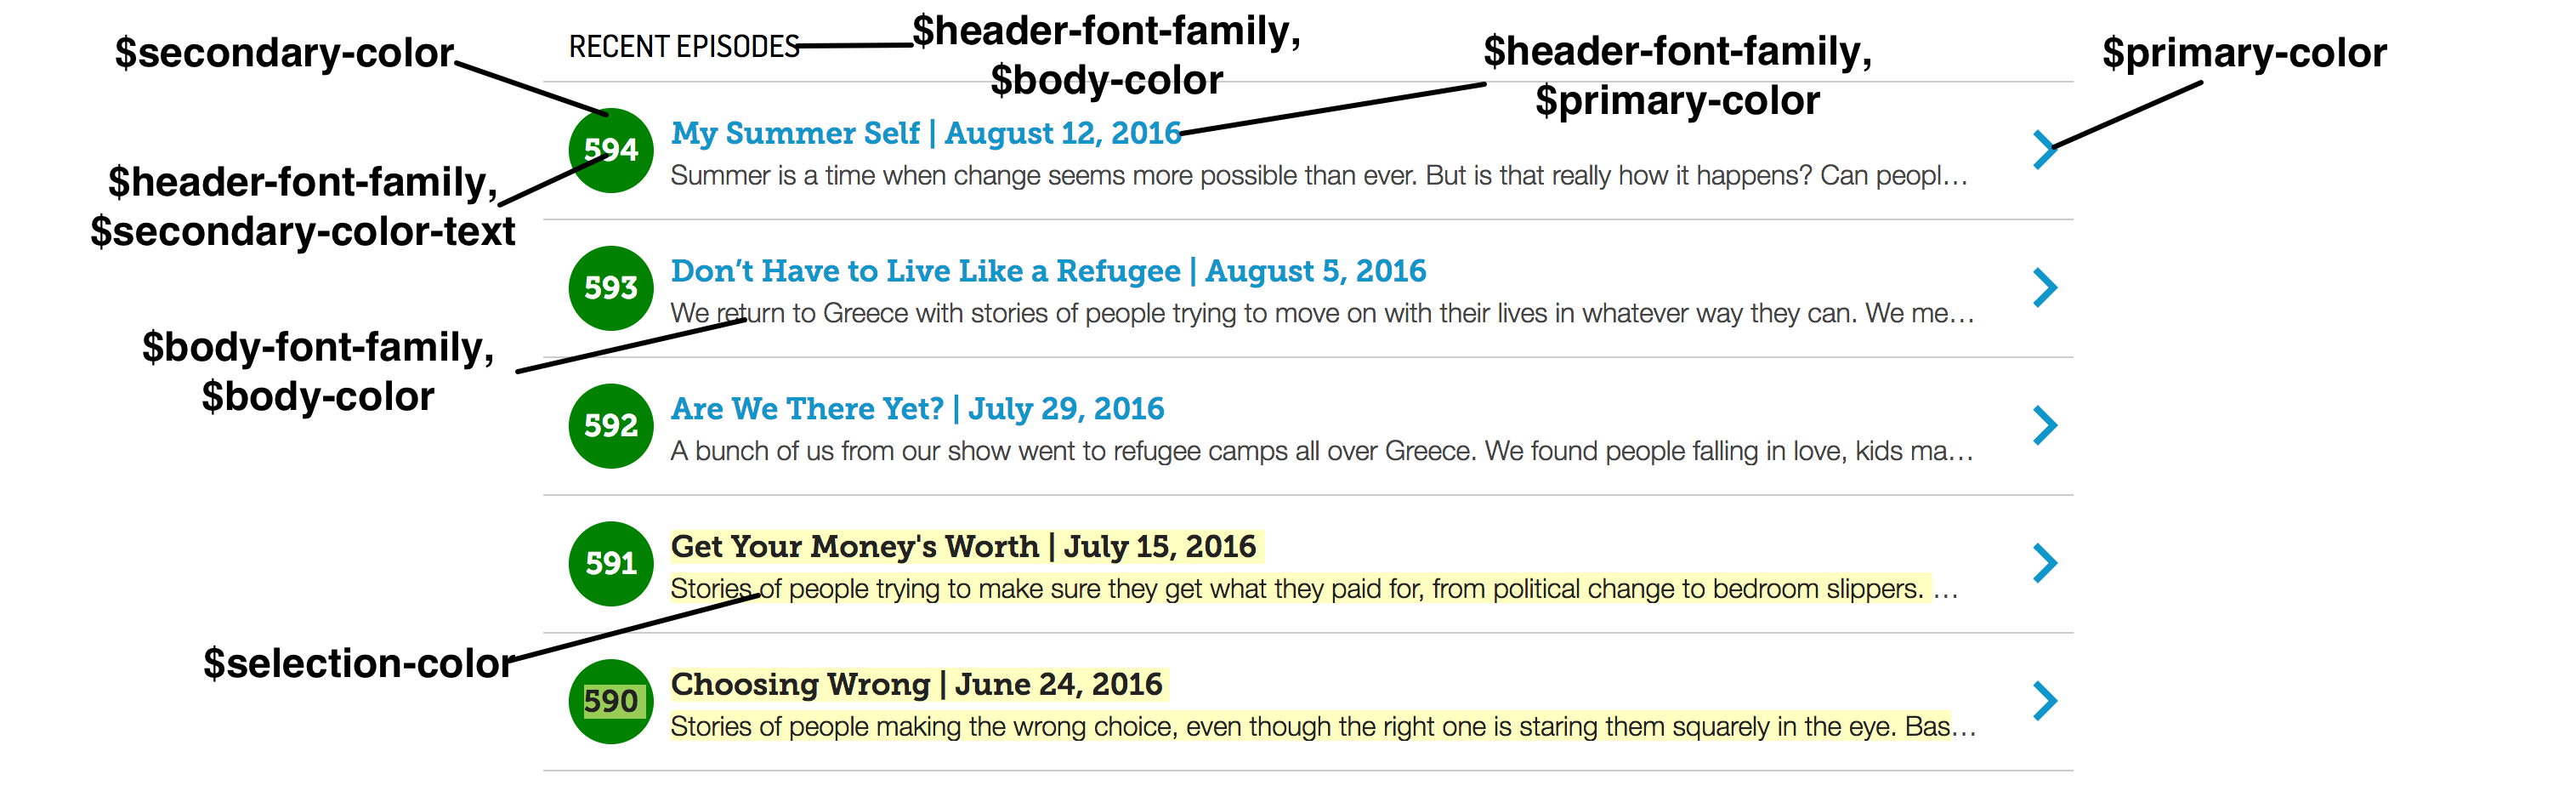 $secondary-color
RECENT EPISODES
$header-font-family,
$body-color
$header-font-family,
$primary-color
$primary-color
594
My Summer Self | August 12, 2016
Summer is a time when change seems more possible than ever. But is that really how it happens? Can peopl…
$header-font-family,
$secondary-color-text
593
Don’t Have to Live Like a Refugee | August 5, 2016
We return to Greece with stories of people trying to move on with their lives in whatever way they can. We me…
$body-font-family,
$body-color
592
Are We There Yet? | July 29, 2016
A bunch of us from our show went to refugee camps all over Greece. We found people falling in love, kids ma…
591
Get Your Money's Worth | July 15, 2016
Stories of people trying to make sure they get what they paid for, from political change to bedroom slippers. …
$selection-color
590
Choosing Wrong | June 24, 2016
Stories of people making the wrong choice, even though the right one is staring them squarely in the eye. Bas…